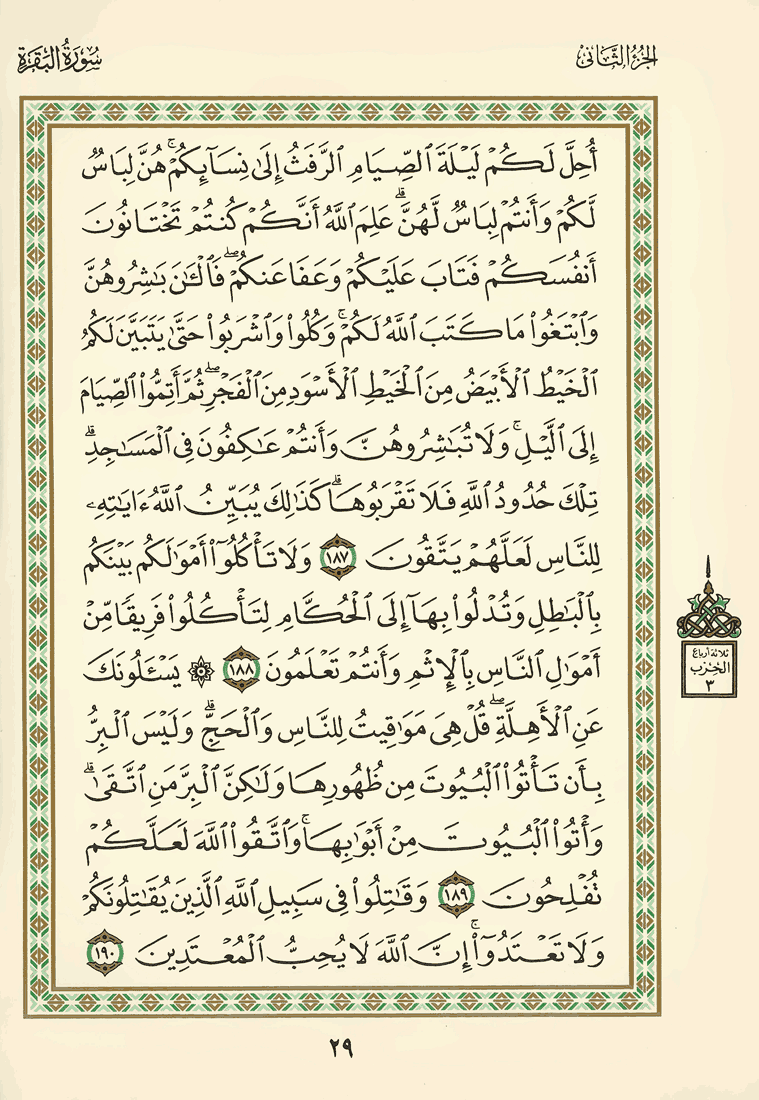 الجزء الثانى
سورة البقرة
أُحِلَّ لَكُمْ لَيْلَةَ ٱلصِّيَامِ ٱلرَّفَثُ إِلَىٰ نِسَآئِكُمْ ۚ هُنَّ لِبَاسٌ
لَّكُمْ وَأَنتُمْ لِبَاسٌ لَّهُنَّ ۗ عَلِمَ ٱللَّهُ أَنَّكُمْ كُنتُمْ تَخْتَانُونَ
أَنفُسَكُمْ فَتَابَ عَلَيْكُمْ وَعَفَا عَنكُمْ ۖ فَٱلْـَٰٔنَ بَـٰشِرُوهُنَّ
وَٱبْتَغُوا۟ مَا كَتَبَ ٱللَّهُ لَكُمْ ۚ وَكُلُوا۟ وَٱشْرَبُوا۟ حَتَّىٰ يَتَبَيَّنَ لَكُمُ
ٱلْخَيْطُ ٱلْأَبْيَضُ مِنَ ٱلْخَيْطِ ٱلْأَسْوَدِ مِنَ ٱلْفَجْرِ ۖ ثُمَّ أَتِمُّوا۟ ٱلصِّيَامَ
إِلَى ٱلَّيْلِ ۚ وَلَا تُبَـٰشِرُوهُنَّ وَأَنتُمْ عَـٰكِفُونَ فِى ٱلْمَسَـٰجِدِ ۗ
تِلْكَ حُدُودُ ٱللَّهِ فَلَا تَقْرَبُوهَا ۗ كَذَٰلِكَ يُبَيِّنُ ٱللَّهُ ءَايَـٰتِهِۦ
لِلنَّاسِ لَعَلَّهُمْ يَتَّقُونَ ١٨٧ وَلَا تَأْكُلُوٓا۟ أَمْوَٰلَكُم بَيْنَكُم
بِٱلْبَـٰطِلِ وَتُدْلُوا۟ بِهَآ إِلَى ٱلْحُكَّامِ لِتَأْكُلُوا۟ فَرِيقًا مِّنْ
أَمْوَٰلِ ٱلنَّاسِ بِٱلْإِثْمِ وَأَنتُمْ تَعْلَمُونَ ١٨٨ ۞ يَسْـَٔلُونَكَ
عَنِ ٱلْأَهِلَّةِ ۖ قُلْ هِىَ مَوَٰقِيتُ لِلنَّاسِ وَٱلْحَجِّ ۗ وَلَيْسَ ٱلْبِرُّ
بِأَن تَأْتُوا۟ ٱلْبُيُوتَ مِن ظُهُورِهَا وَلَـٰكِنَّ ٱلْبِرَّ مَنِ ٱتَّقَىٰ ۗ
وَأْتُوا۟ ٱلْبُيُوتَ مِنْ أَبْوَٰبِهَا ۚ وَٱتَّقُوا۟ ٱللَّهَ لَعَلَّكُمْ
تُفْلِحُونَ ١٨٩ وَقَـٰتِلُوا۟ فِى سَبِيلِ ٱللَّهِ ٱلَّذِينَ يُقَـٰتِلُونَكُمْ
وَلَا تَعْتَدُوٓا۟ ۚ إِنَّ ٱللَّهَ لَا يُحِبُّ ٱلْمُعْتَدِينَ ١٩٠
ثلاثة أرباع
الحزب
٣
٢٩